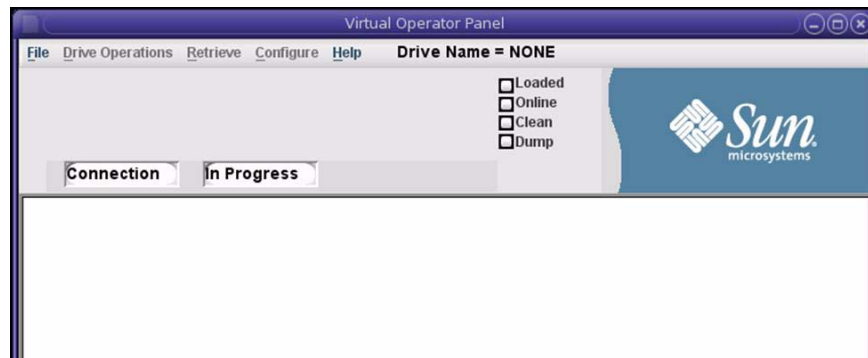 Virtual Operator Panel
File Drive Operations Retrieve Configure Help Drive Name = NONE
Loaded
Online
Clean
Dump
Connection In Progress
Sun
microsystems